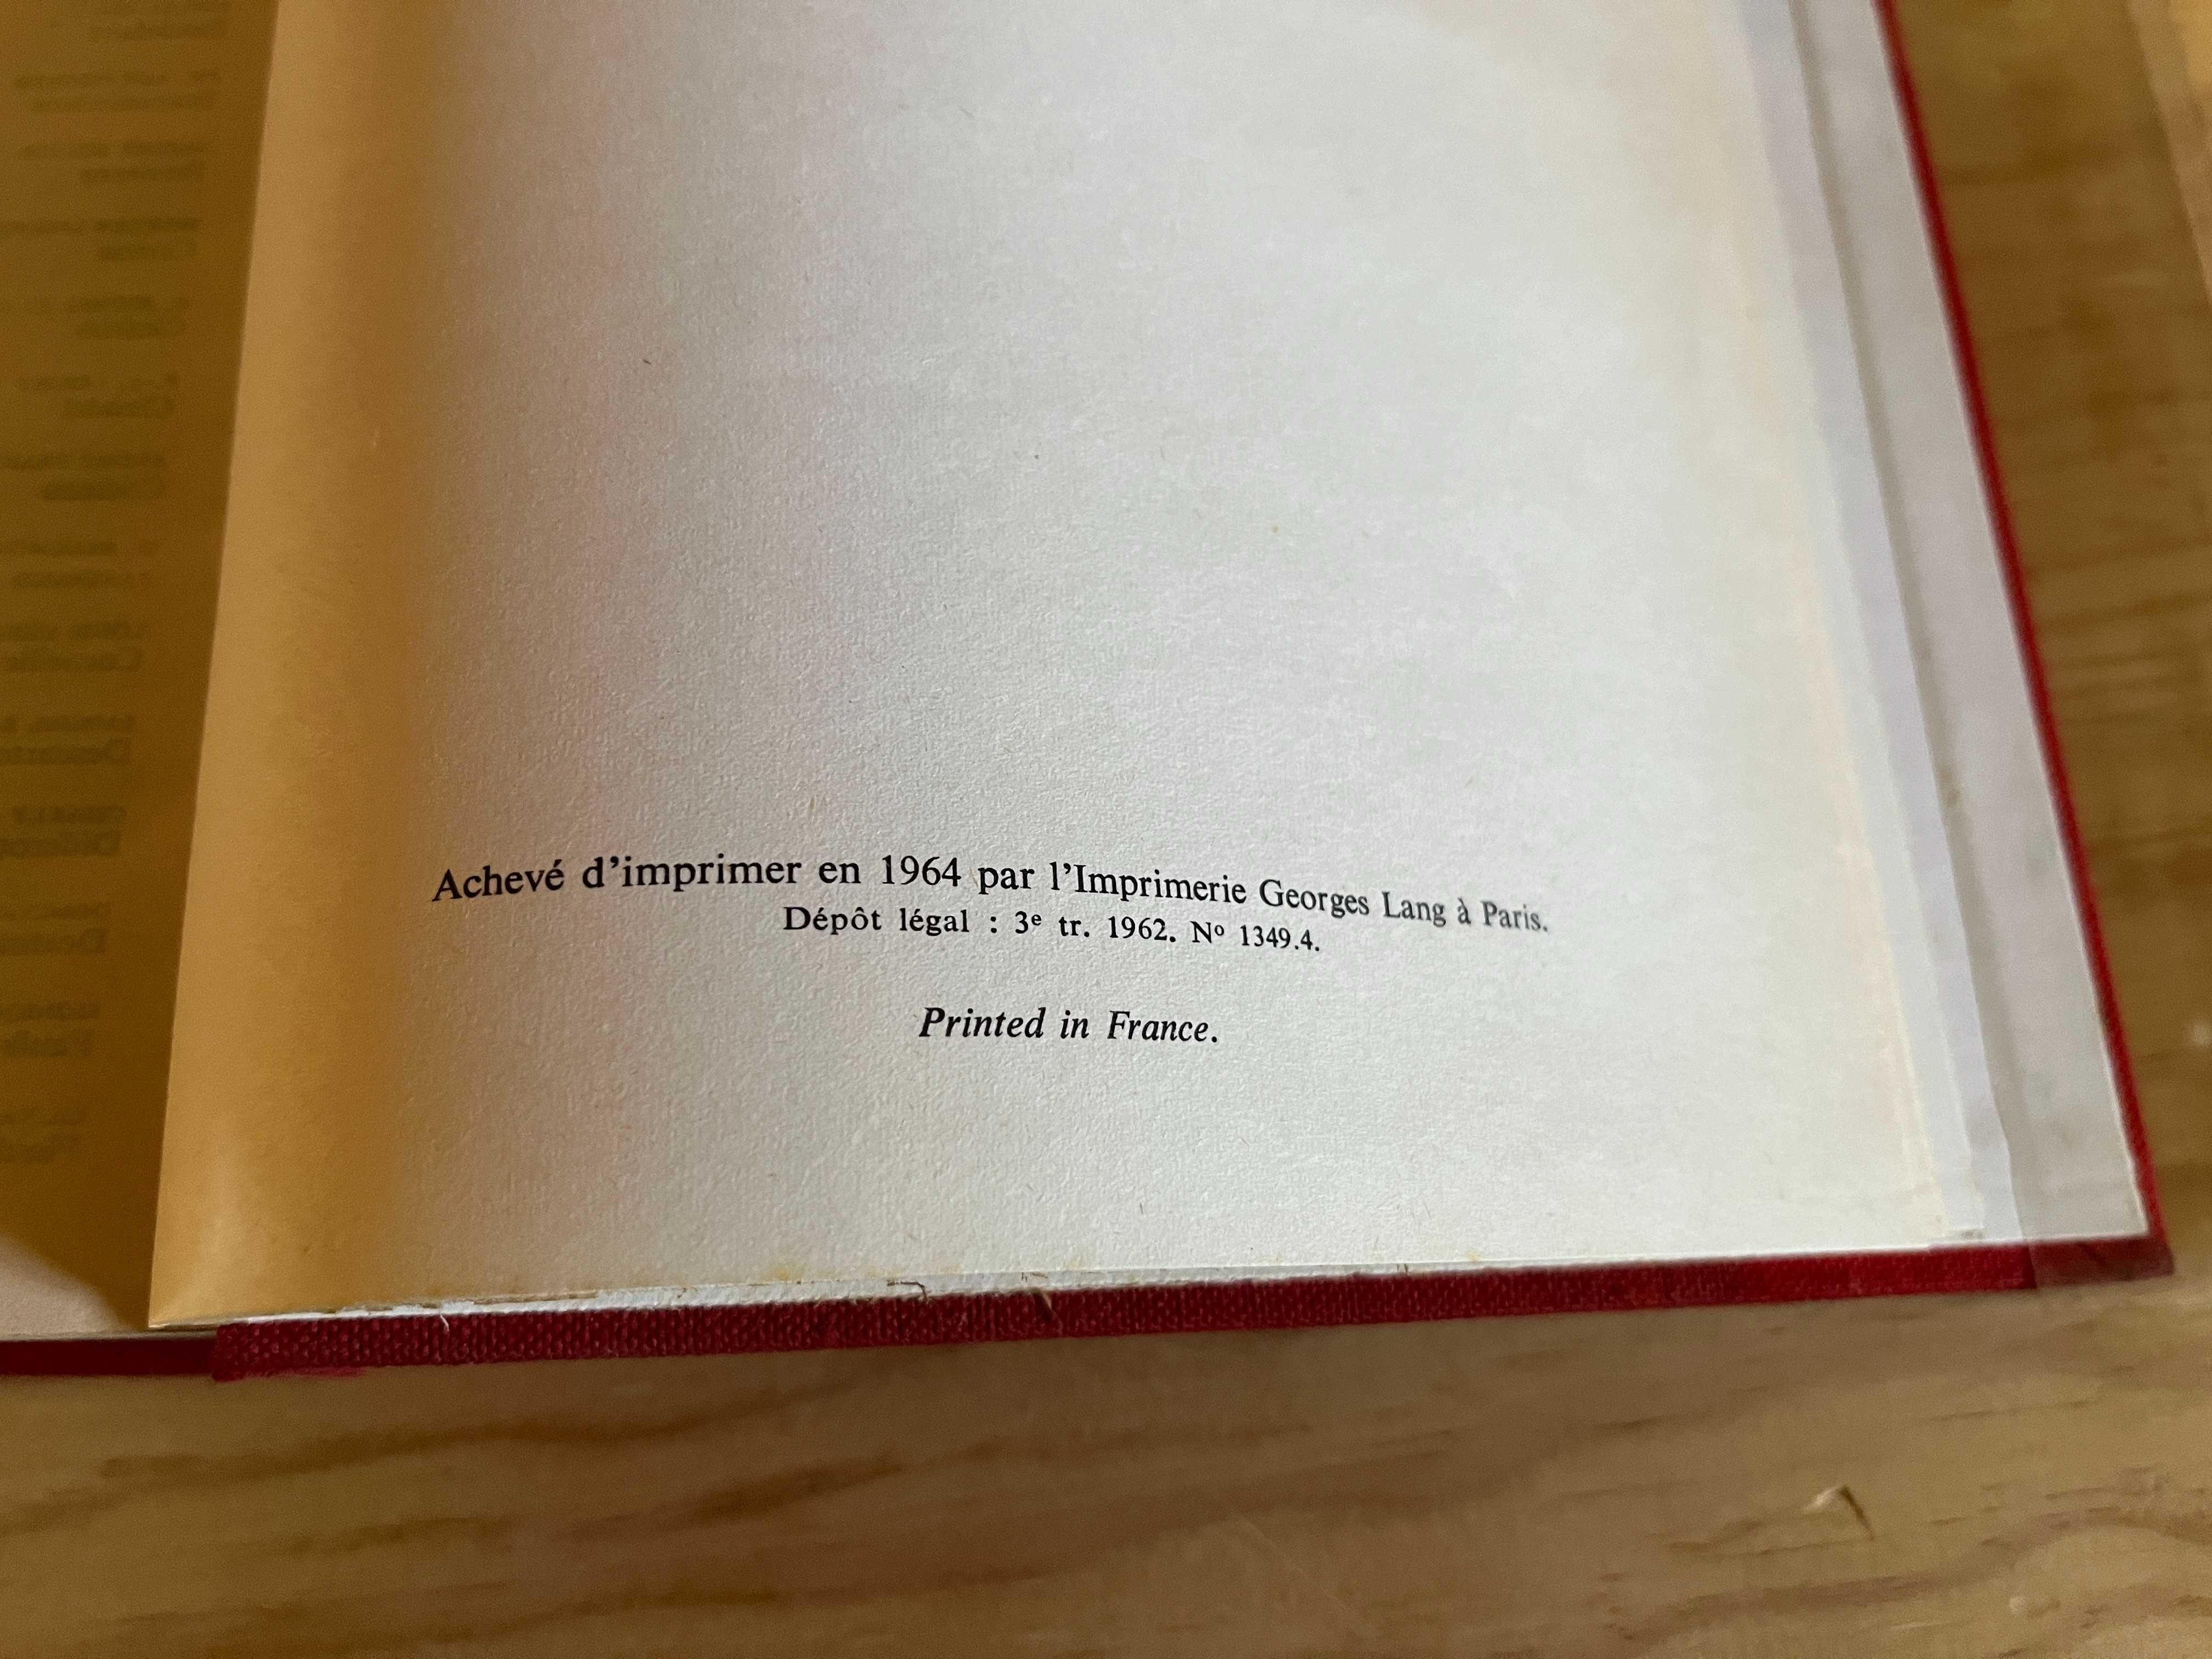 Achevé d'imprimer en 1964 par l'Imprimerie Georges Lang à Paris.
Dépôt légal : 3e tr. 1962. No 1349.4.
Printed in France.